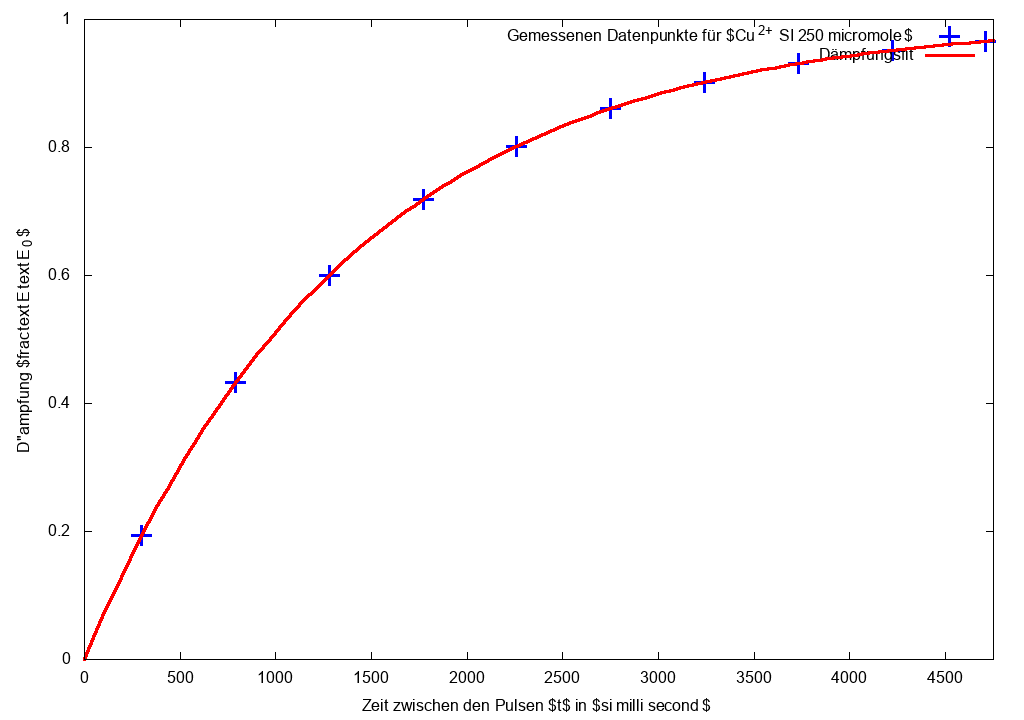 1
Gemessenen Datenpunkte für $Cu 2+ SI 250 micromole $
Dämpfungsfit
0.8
0.6
0.4
0.2
0
D"ampfung $fractext E text E 0 $
0 500 1000 1500 2000 2500 3000 3500 4000 4500
Zeit zwischen den Pulsen $t$ in $si milli second $